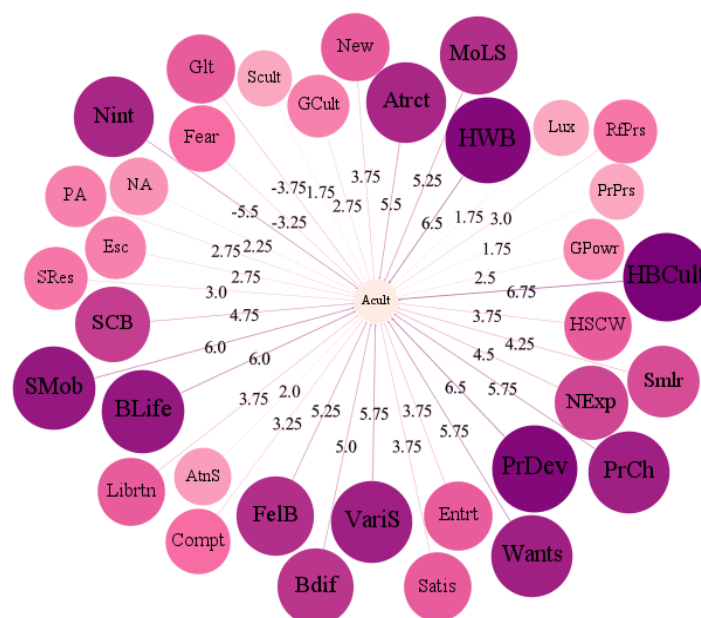 New
MoLS
Glt
Scult
GCult
Atrct
Nint
Fear
HWB
Lux
RfPrs
-3.75
1.75
3.75
5.25
PA
NA
PrPrs
-5.5
-3.25
2.75
5.5
6.5
1.75
3.0
Esc
2.75
2.25
1.75
GPowr
SRes
2.75
2.5
HBCult
3.0
Acult
6.75
SCB
4.75
3.75
HSCW
6.0
6.0
4.5
4.25
Smlr
SMob
BLife
3.75
2.0
5.25
5.75
3.75
6.5
5.75
NExp
3.25
5.0
3.75
5.75
Librtn
AtnS
PrDev
PrCh
Compt
FelB
VariS
Entrt
Wants
Bdif
Satis